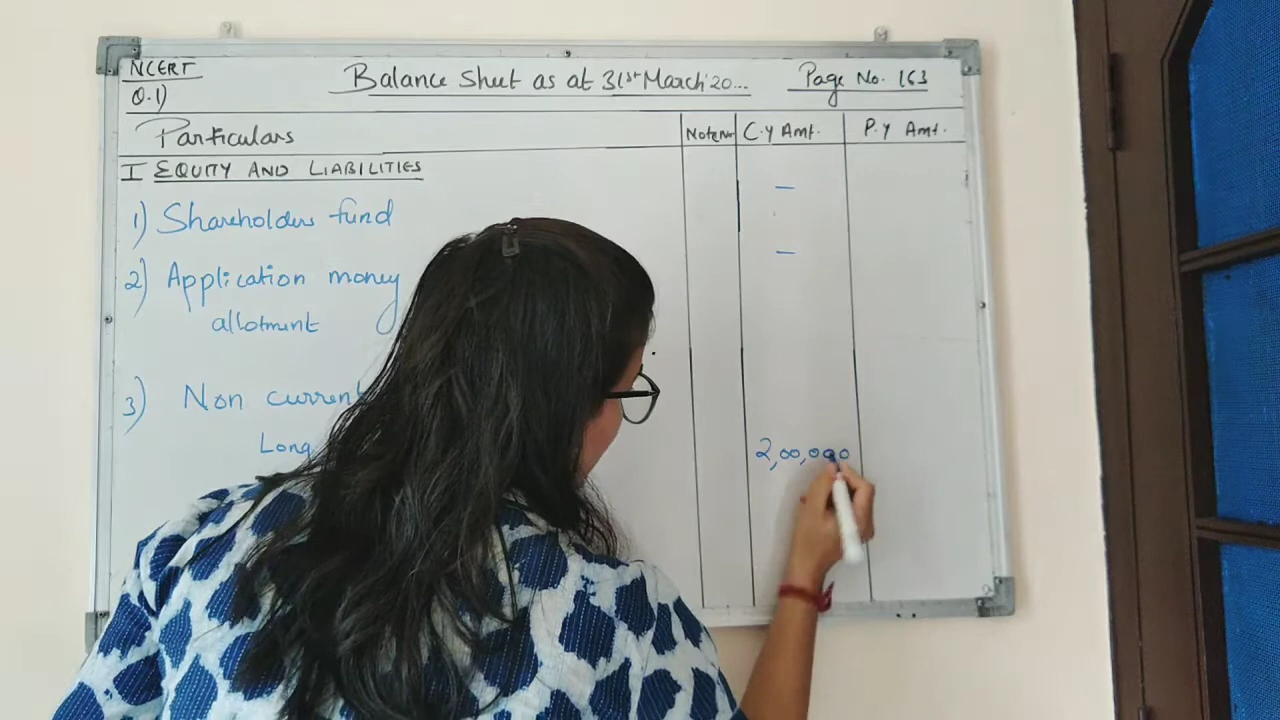 NCERT
Q.1)
Balance Sheet as at 31st March'20...
Page No. 163
Particulars
Note No
C.Y Amt.
P.Y Amt.
I EQUITY AND LIABILITIES
1) Shareholders fund
—
2) Application money
—
allotment
3) Non current
Long
2,00,000